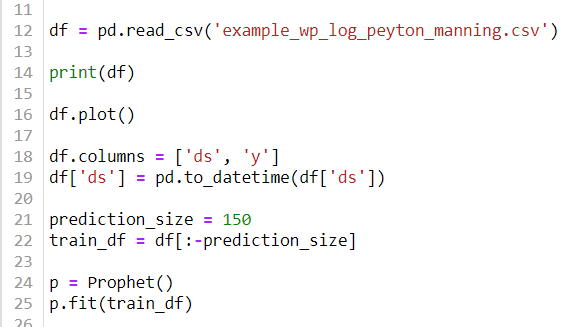 11
12 df = pd.read_csv('example_wp_log_peyton_manning.csv')
13
14 print(df)
15
16 df.plot()
17
18 df.columns = ['ds', 'y']
19 df['ds'] = pd.to_datetime(df['ds'])
20
21 prediction_size = 150
22 train_df = df[:-prediction_size]
23
24 p = Prophet()
25 p.fit(train_df)
26